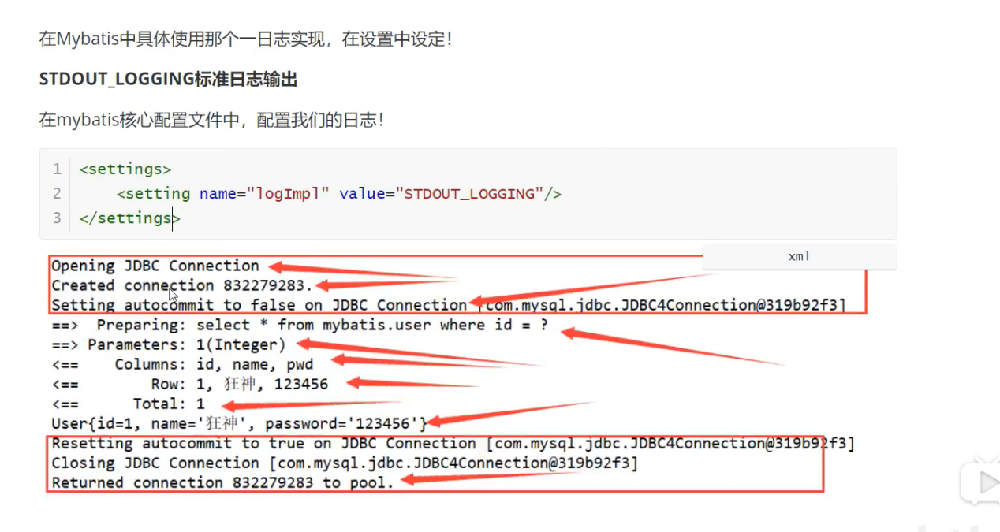 在Mybatis中具体使用那个一日志实现，在设置中设定！
STDOUT_LOGGING标准日志输出
在mybatis核心配置文件中，配置我们的日志！
1 <settings>
2     <setting name="logImpl" value="STDOUT_LOGGING"/>
3 </settings>
xml
Opening JDBC Connection
Created connection 832279283.
Setting autocommit to false on JDBC Connection [com.mysql.jdbc.JDBC4Connection@319b92f3]
==>  Preparing: select * from mybatis.user where id = ?
==> Parameters: 1(Integer)
<==    Columns: id, name, pwd
<==        Row: 1, 狂神, 123456
<==      Total: 1
User{id=1, name='狂神', password='123456'}
Resetting autocommit to true on JDBC Connection [com.mysql.jdbc.JDBC4Connection@319b92f3]
Closing JDBC Connection [com.mysql.jdbc.JDBC4Connection@319b92f3]
Returned connection 832279283 to pool.